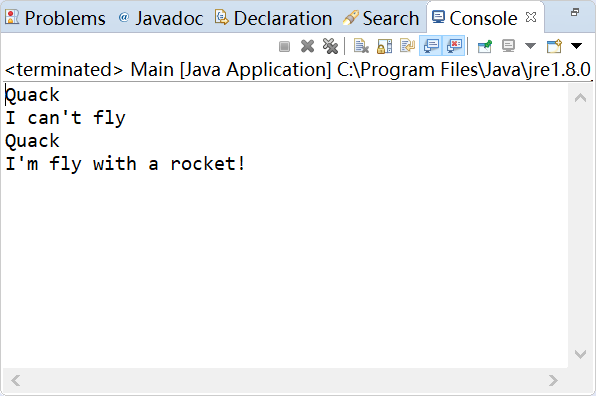 Problems @ Javadoc Declaration Search Console
<terminated> Main [Java Application] C:\Program Files\Java\jre1.8.0
Quack
I can't fly
Quack
I'm fly with a rocket!